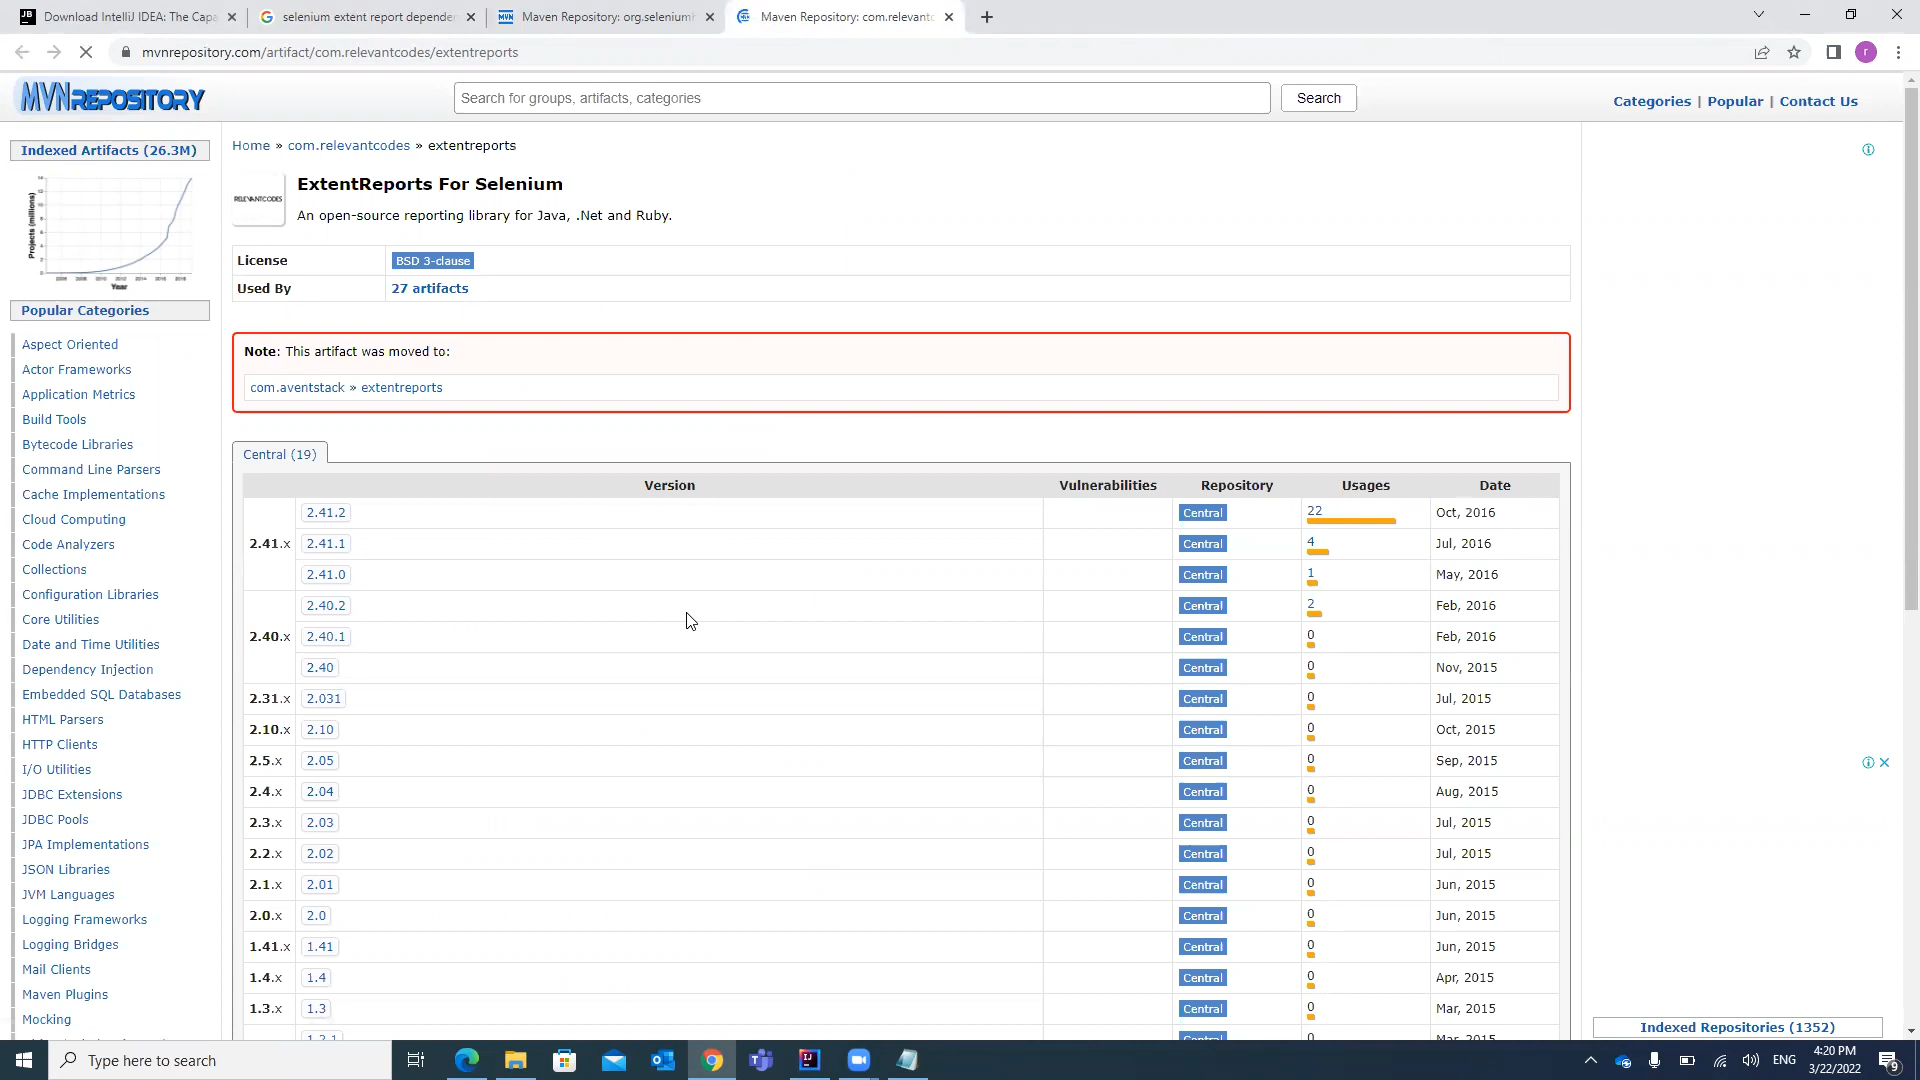 Download IntelliJ IDEA: The Capa
selenium extent report depende
Maven Repository: org.selenium
Maven Repository: com.relevantc
mvnrepository.com/artifact/com.relevantcodes/extentreports
MVNREPOSITORY
Search for groups, artifacts, categories
Search
Categories | Popular | Contact Us
Indexed Artifacts (26.3M)
Projects (millions)
Year
Popular Categories
Aspect Oriented
Actor Frameworks
Application Metrics
Build Tools
Bytecode Libraries
Command Line Parsers
Cache Implementations
Cloud Computing
Code Analyzers
Collections
Configuration Libraries
Core Utilities
Date and Time Utilities
Dependency Injection
Embedded SQL Databases
HTML Parsers
HTTP Clients
I/O Utilities
JDBC Extensions
JDBC Pools
JPA Implementations
JSON Libraries
JVM Languages
Logging Frameworks
Logging Bridges
Mail Clients
Maven Plugins
Mocking
Home » com.relevantcodes » extentreports
RELEVANTCODES
ExtentReports For Selenium
An open-source reporting library for Java, .Net and Ruby.
License BSD 3-clause
Used By 27 artifacts
Note: This artifact was moved to:
com.aventstack » extentreports
Central (19)
Version Vulnerabilities Repository Usages Date
2.41.2 Central 22 Oct, 2016
2.41.x 2.41.1 Central 4 Jul, 2016
2.41.0 Central 1 May, 2016
2.40.2 Central 2 Feb, 2016
2.40.x 2.40.1 Central 0 Feb, 2016
2.40 Central 0 Nov, 2015
2.31.x 2.031 Central 0 Jul, 2015
2.10.x 2.10 Central 0 Oct, 2015
2.5.x 2.05 Central 0 Sep, 2015
2.4.x 2.04 Central 0 Aug, 2015
2.3.x 2.03 Central 0 Jul, 2015
2.2.x 2.02 Central 0 Jul, 2015
2.1.x 2.01 Central 0 Jun, 2015
2.0.x 2.0 Central 0 Jun, 2015
1.41.x 1.41 Central 0 Jun, 2015
1.4.x 1.4 Central 0 Apr, 2015
1.3.x 1.3 Central 0 Mar, 2015
1.2.1 Central 0 Mar, 2015
Indexed Repositories (1352)
Type here to search
ENG
4:20 PM
3/22/2022
9